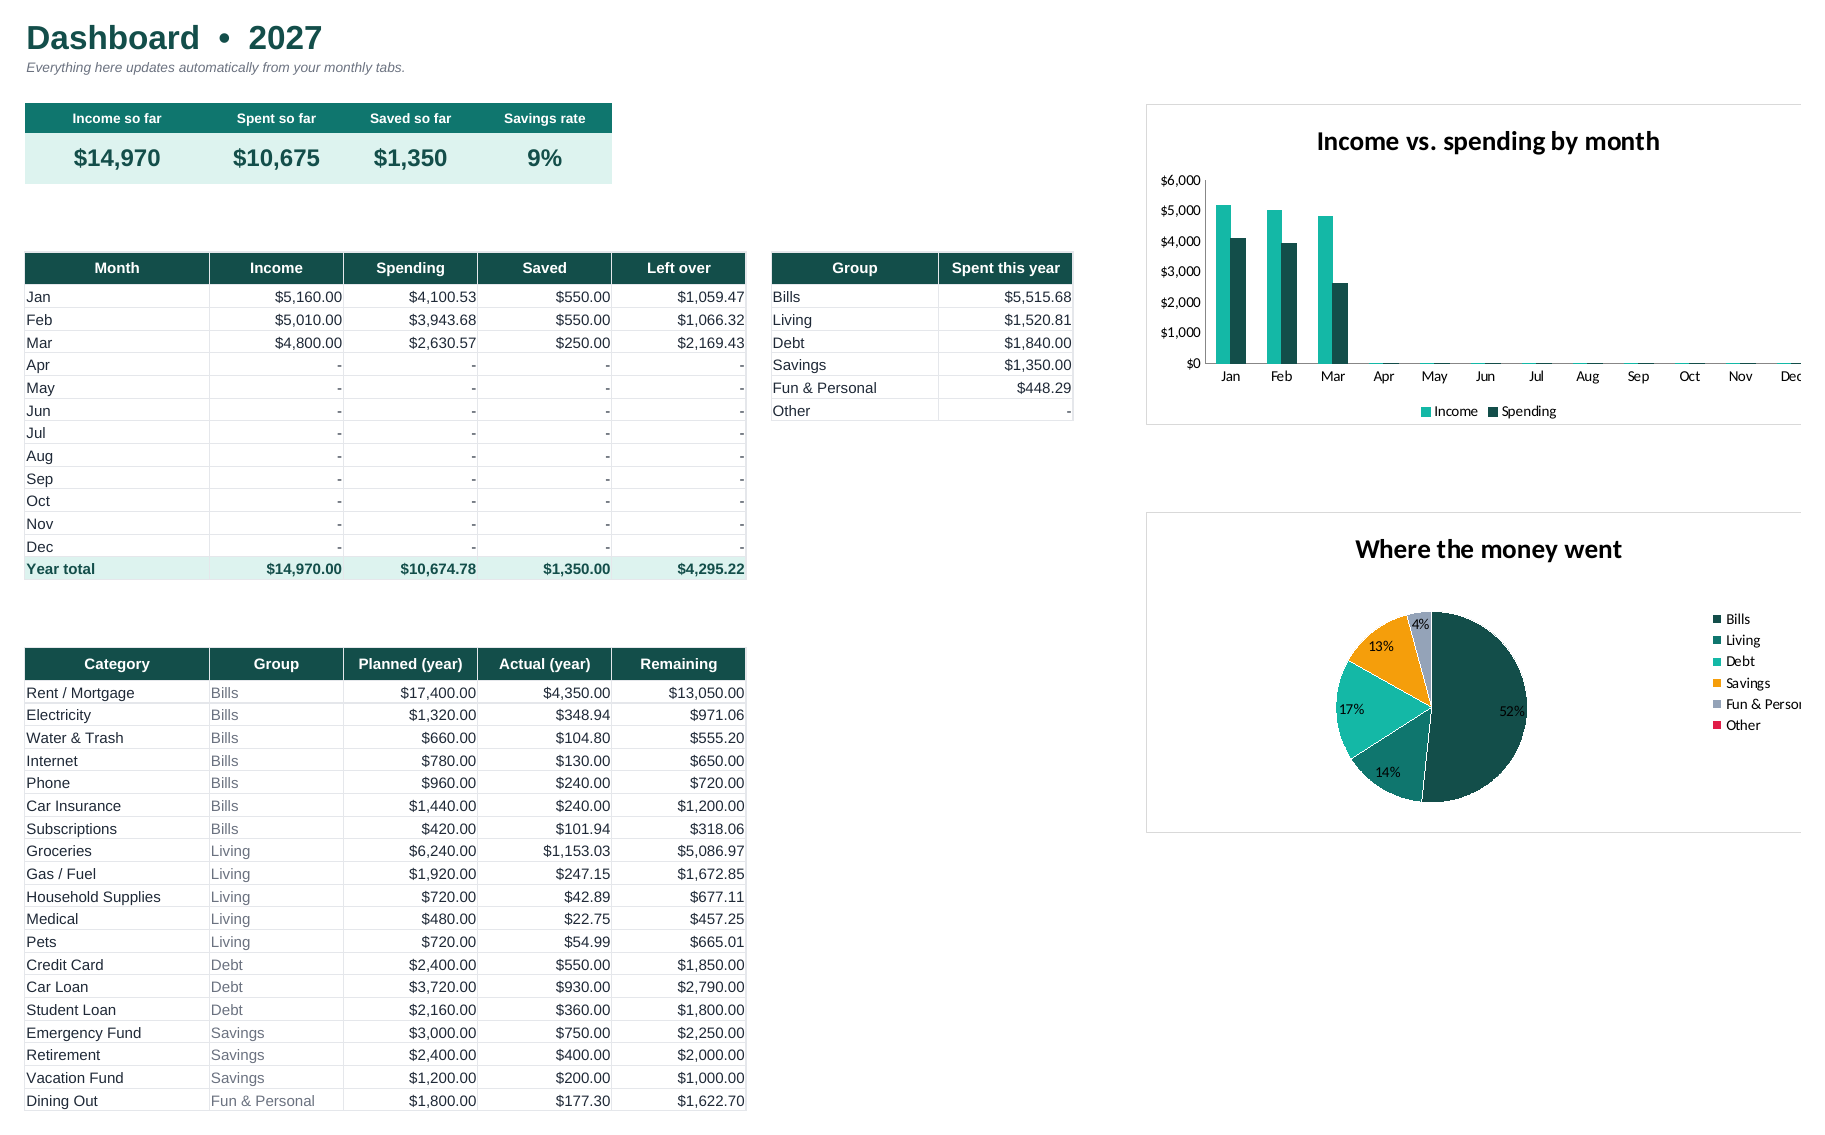 Dashboard • 2027
Everything here updates automatically from your monthly tabs.
Income so far Spent so far Saved so far Savings rate
$14,970 $10,675 $1,350 9%
Month Income Spending Saved Left over
Jan $5,160.00 $4,100.53 $550.00 $1,059.47
Feb $5,010.00 $3,943.68 $550.00 $1,066.32
Mar $4,800.00 $2,630.57 $250.00 $2,169.43
Apr - - - -
May - - - -
Jun - - - -
Jul - - - -
Aug - - - -
Sep - - - -
Oct - - - -
Nov - - - -
Dec - - - -
Year total $14,970.00 $10,674.78 $1,350.00 $4,295.22
Group Spent this year
Bills $5,515.68
Living $1,520.81
Debt $1,840.00
Savings $1,350.00
Fun & Personal $448.29
Other -
Income vs. spending by month
$6,000
$5,000
$4,000
$3,000
$2,000
$1,000
$0
Jan Feb Mar Apr May Jun Jul Aug Sep Oct Nov Dec
Income Spending
Category Group Planned (year) Actual (year) Remaining
Rent / Mortgage Bills $17,400.00 $4,350.00 $13,050.00
Electricity Bills $1,320.00 $348.94 $971.06
Water & Trash Bills $660.00 $104.80 $555.20
Internet Bills $780.00 $130.00 $650.00
Phone Bills $960.00 $240.00 $720.00
Car Insurance Bills $1,440.00 $240.00 $1,200.00
Subscriptions Bills $420.00 $101.94 $318.06
Groceries Living $6,240.00 $1,153.03 $5,086.97
Gas / Fuel Living $1,920.00 $247.15 $1,672.85
Household Supplies Living $720.00 $42.89 $677.11
Medical Living $480.00 $22.75 $457.25
Pets Living $720.00 $54.99 $665.01
Credit Card Debt $2,400.00 $550.00 $1,850.00
Car Loan Debt $3,720.00 $930.00 $2,790.00
Student Loan Debt $2,160.00 $360.00 $1,800.00
Emergency Fund Savings $3,000.00 $750.00 $2,250.00
Retirement Savings $2,400.00 $400.00 $2,000.00
Vacation Fund Savings $1,200.00 $200.00 $1,000.00
Dining Out Fun & Personal $1,800.00 $177.30 $1,622.70
Where the money went
4%
13%
17%
52%
14%
Bills
Living
Debt
Savings
Fun & Person
Other